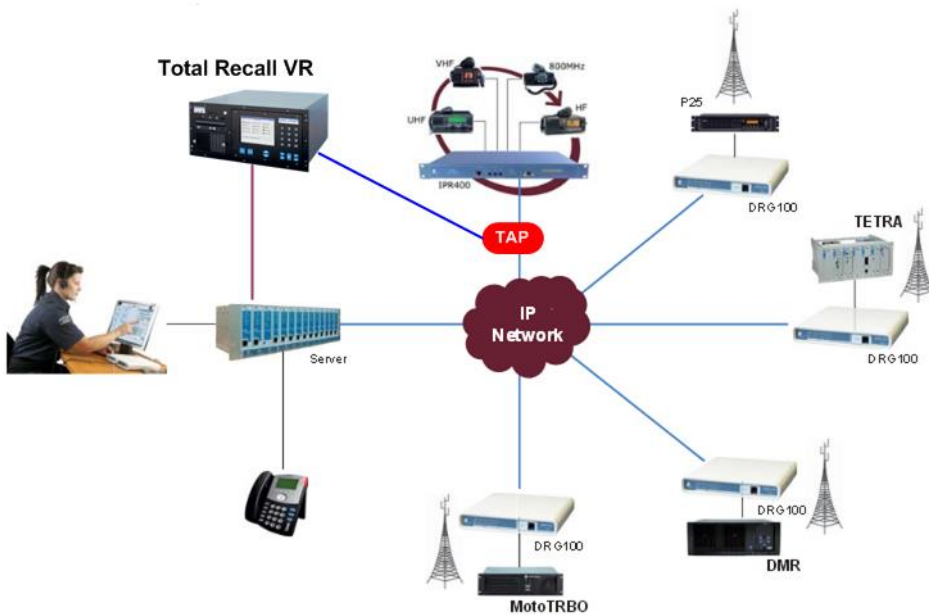 Total Recall VR
VHF
800MHz
UHF
HF
IPR400
P25
DRG100
TAP
TETRA
IP
Network
Server
DRG100
DRG100
DRG100
DMR
MotoTRBO